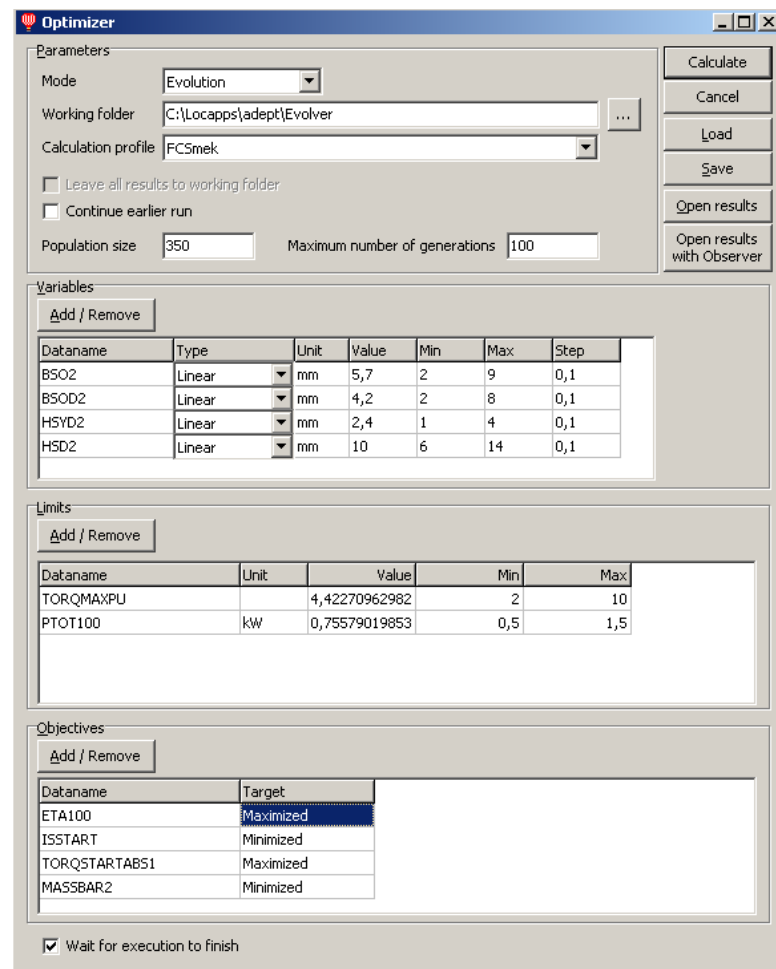 Optimizer
Parameters
Mode Evolution
Working folder C:\Locapps\adept\Evolver ...
Calculation profile FCSmek
Leave all results to working folder
Continue earlier run
Population size 350 Maximum number of generations 100
Calculate
Cancel
Load
Save
Open results
Open results
with Observer
Variables
Add / Remove
Dataname Type Unit Value Min Max Step
BSO2 Linear mm 5,7 2 9 0,1
BSOD2 Linear mm 4,2 2 8 0,1
HSYD2 Linear mm 2,4 1 4 0,1
HSD2 Linear mm 10 6 14 0,1
Limits
Add / Remove
Dataname Unit Value Min Max
TORQMAXPU 4,42270962982 2 10
PTOT100 kW 0,75579019853 0,5 1,5
Objectives
Add / Remove
Dataname Target
ETA100 Maximized
ISSTART Minimized
TORQSTARTABS1 Maximized
MASSBAR2 Minimized
Wait for execution to finish